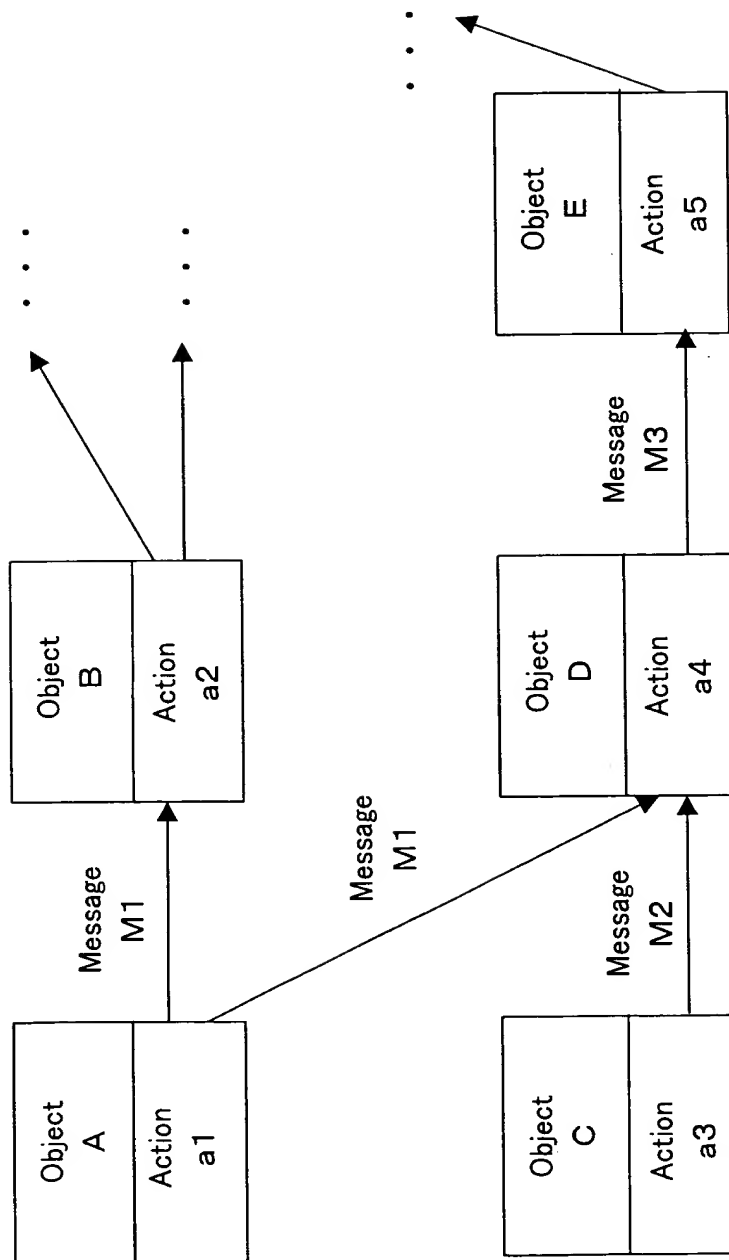 Object
A
Action
a1
Message
M1
Object
B
Action
a2
Message
M1
Object
C
Action
a3
Message
M2
Object
D
Action
a4
Message
M3
Object
E
Action
a5